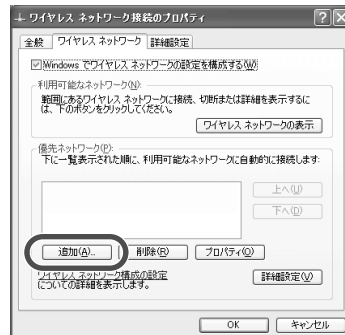 ワイヤレス ネットワーク接続のプロパティ
全般 ワイヤレス ネットワーク 詳細設定
Windows でワイヤレス ネットワークの設定を構成する(W)
利用可能なネットワーク(N):
範囲にあるワイヤレス ネットワークに接続、切断または詳細を表示するには、下のボタンをクリックしてください。
ワイヤレス ネットワークの表示
優先ネットワーク(P):
下に一覧表示された順に、利用可能なネットワークに自動的に接続します:
上へ(U)
下へ(D)
追加(A)... 削除(R) プロパティ(O)
ワイヤレス ネットワーク構成の設定
についての詳細を表示します。
詳細設定(V)
OK キャンセル